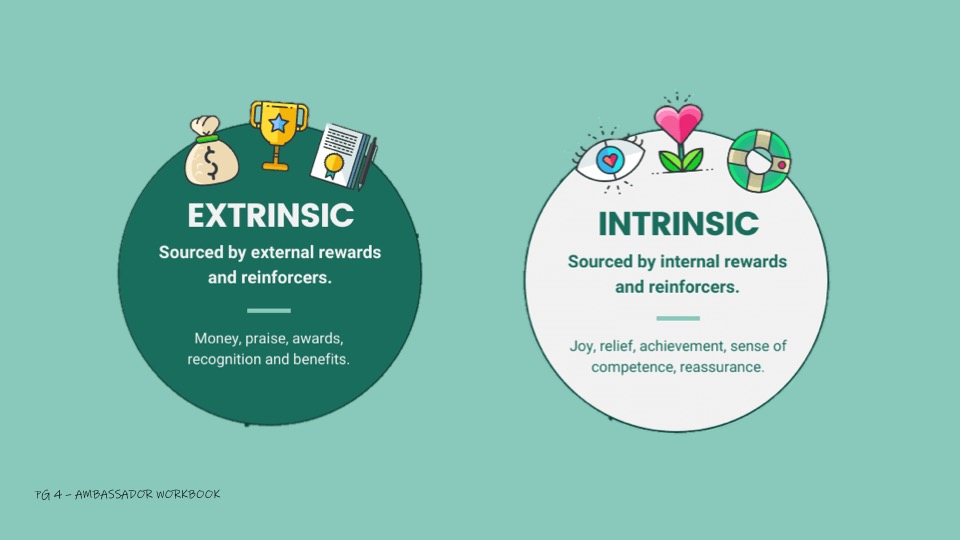 EXTRINSIC
Sourced by external rewards
and reinforcers.
Money, praise, awards,
recognition and benefits.
INTRINSIC
Sourced by internal rewards
and reinforcers.
Joy, relief, achievement, sense of
competence, reassurance.
PG 4 - AMBASSADOR WORKBOOK